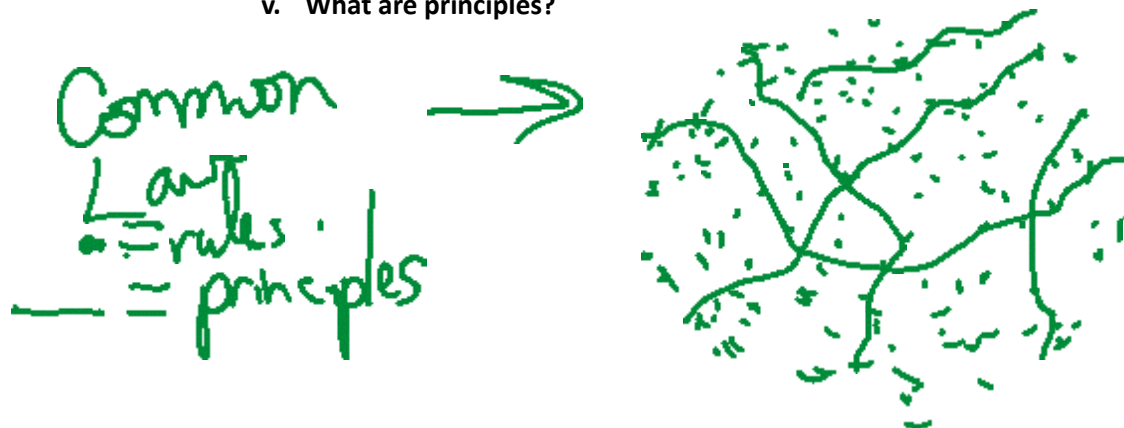 v. What are principles?
Common
Law
• = rules
— = principles